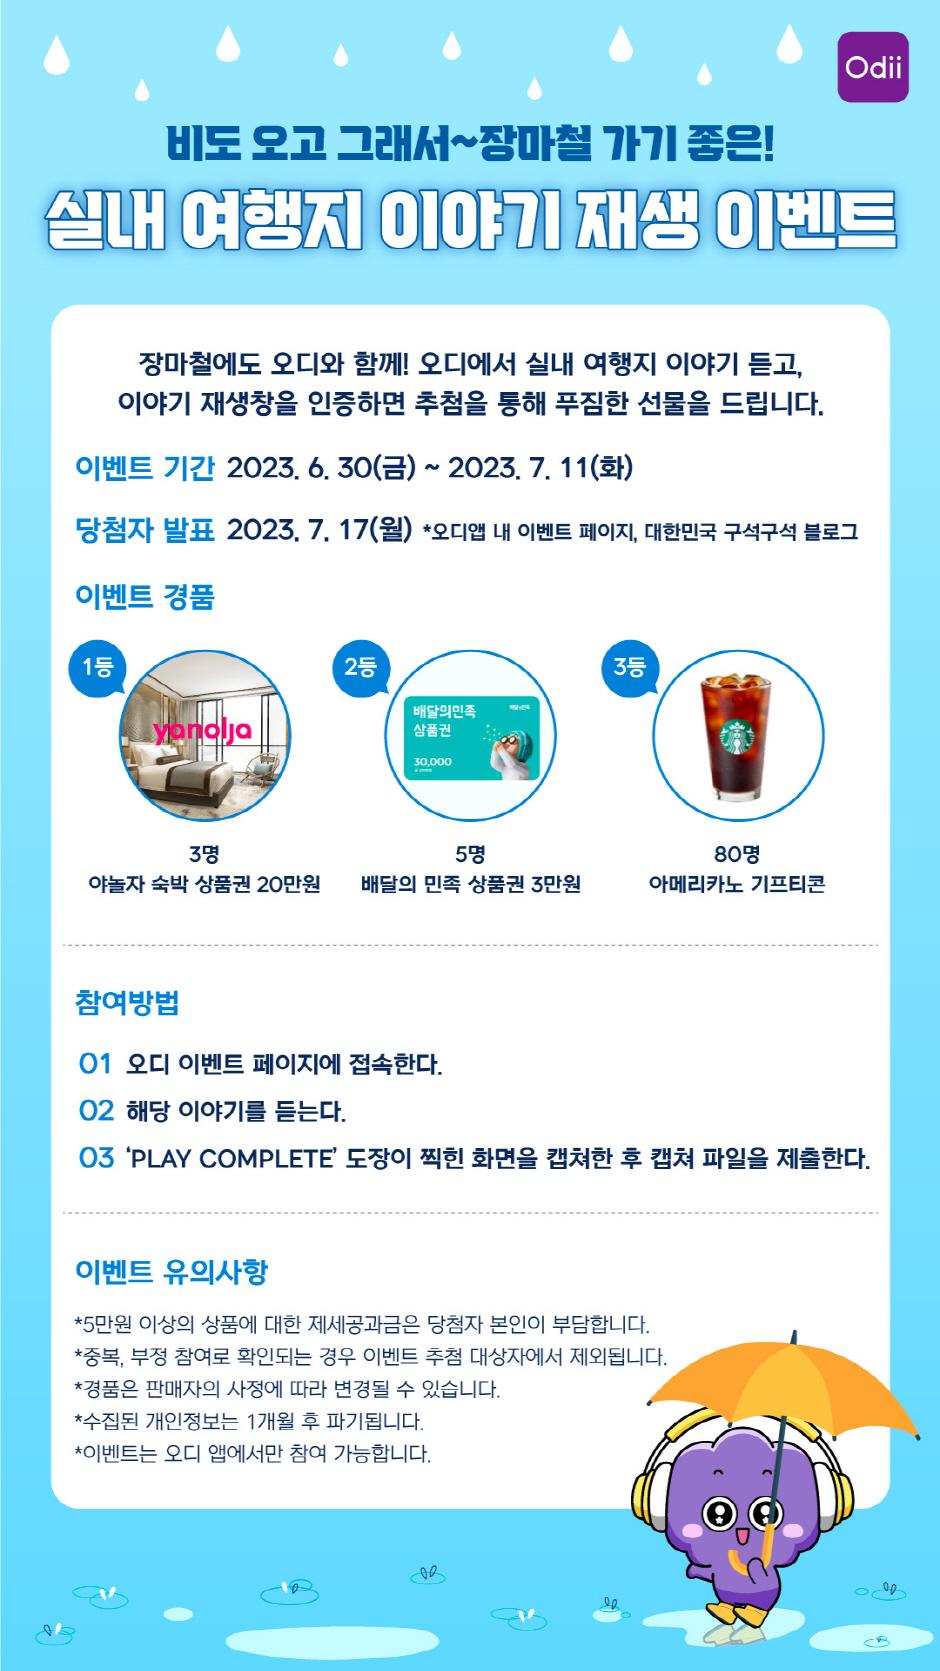 Odii
비도 오고 그래서~장마철 가기 좋은!
실내 여행지 이야기 재생 이벤트
장마철에도 오디와 함께! 오디에서 실내 여행지 이야기 듣고,
이야기 재생창을 인증하면 추첨을 통해 푸짐한 선물을 드립니다.
이벤트 기간 2023. 6. 30(금) ~ 2023. 7. 11(화)
당첨자 발표 2023. 7. 17(월) *오디앱 내 이벤트 페이지, 대한민국 구석구석 블로그
이벤트 경품
1등
yanolja
3명
야놀자 숙박 상품권 20만원
2등
배달의민족
상품권
30,000
5명
배달의 민족 상품권 3만원
3등
80명
아메리카노 기프티콘
참여방법
01 오디 이벤트 페이지에 접속한다.
02 해당 이야기를 듣는다.
03 ‘PLAY COMPLETE’ 도장이 찍힌 화면을 캡쳐한 후 캡쳐 파일을 제출한다.
이벤트 유의사항
*5만원 이상의 상품에 대한 제세공과금은 당첨자 본인이 부담합니다.
*중복, 부정 참여로 확인되는 경우 이벤트 추첨 대상자에서 제외됩니다.
*경품은 판매자의 사정에 따라 변경될 수 있습니다.
*수집된 개인정보는 1개월 후 파기됩니다.
*이벤트는 오디 앱에서만 참여 가능합니다.